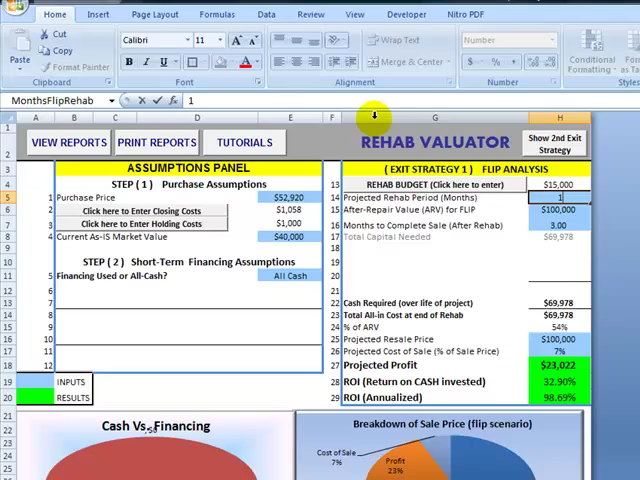 Home Insert Page Layout Formulas Data Review View Developer Nitro PDF
Cut
Copy
Paste
Format Painter
Clipboard
Calibri 11
B I U
Font
Wrap Text
Merge & Center
Alignment
Number
$ % ,
Number
Conditional
Formatting
Format
as Table
MonthsFlipRehab
1
A B C D E F G H
VIEW REPORTS PRINT REPORTS TUTORIALS
REHAB VALUATOR
Show 2nd Exit
Strategy
ASSUMPTIONS PANEL
STEP ( 1 ) Purchase Assumptions
1 Purchase Price $52,920
2 Click here to Enter Closing Costs $1,058
3 Click here to Enter Holding Costs $1,000
4 Current As-IS Market Value $40,000
STEP ( 2 ) Short-Term Financing Assumptions
5 Financing Used or All-Cash? All Cash
6
7
8
9
10
11
12
INPUTS
RESULTS
( EXIT STRATEGY 1 ) FLIP ANALYSIS
13 REHAB BUDGET (Click here to enter) $15,000
14 Projected Rehab Period (Months) 1
15 After-Repair Value (ARV) for FLIP $100,000
16 Months to Complete Sale (After Rehab) 3.00
17 Total Capital Needed $69,978
22 Cash Required (over life of project) $69,978
23 Total All-in Cost at end of Rehab $69,978
24 % of ARV 54%
25 Projected Resale Price $100,000
26 Projected Cost of Sale (% of Sale Price) 7%
27 Projected Profit $23,022
28 ROI (Return on CASH invested) 32.90%
29 ROI (Annualized) 98.69%
Cash Vs. Financing
Breakdown of Sale Price (flip scenario)
Cost of Sale
7%
Profit
23%